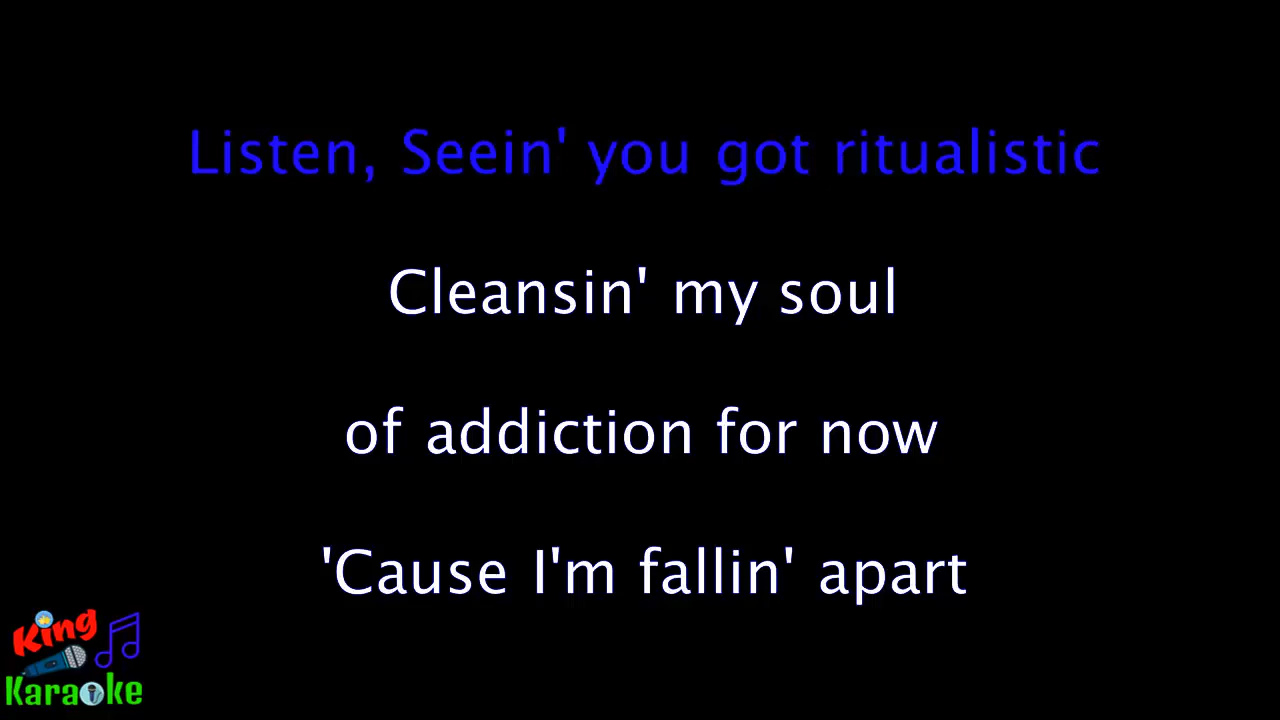 Listen, Seein' you got ritualistic
Cleansin' my soul
of addiction for now
'Cause I'm fallin' apart
King
Karaoke